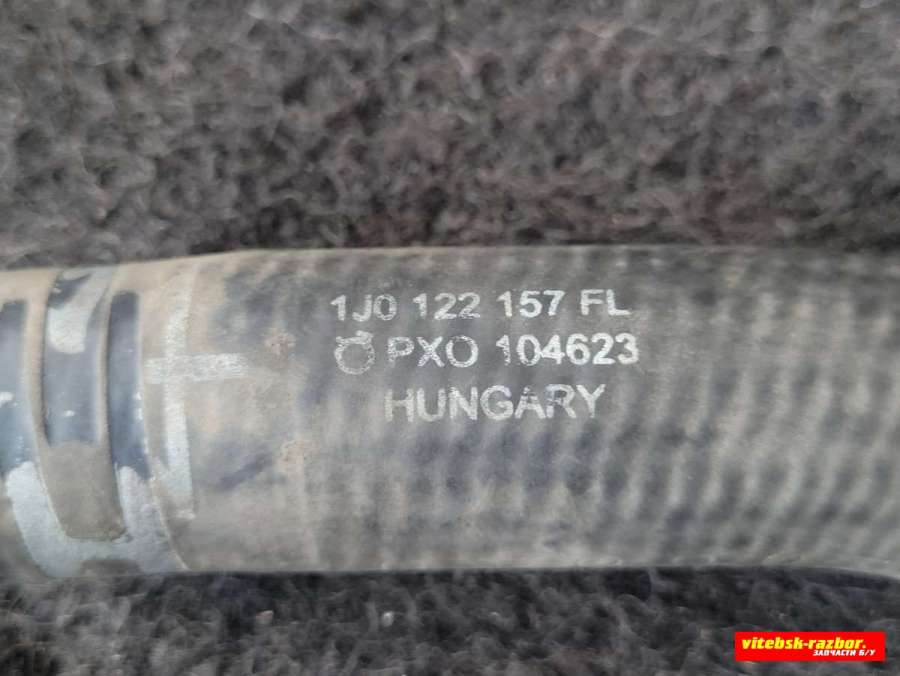 1J0 122 157 FL
PXO 104623
HUNGARY
vitebsk-razbor.
ЗАПЧАСТИ Б/У